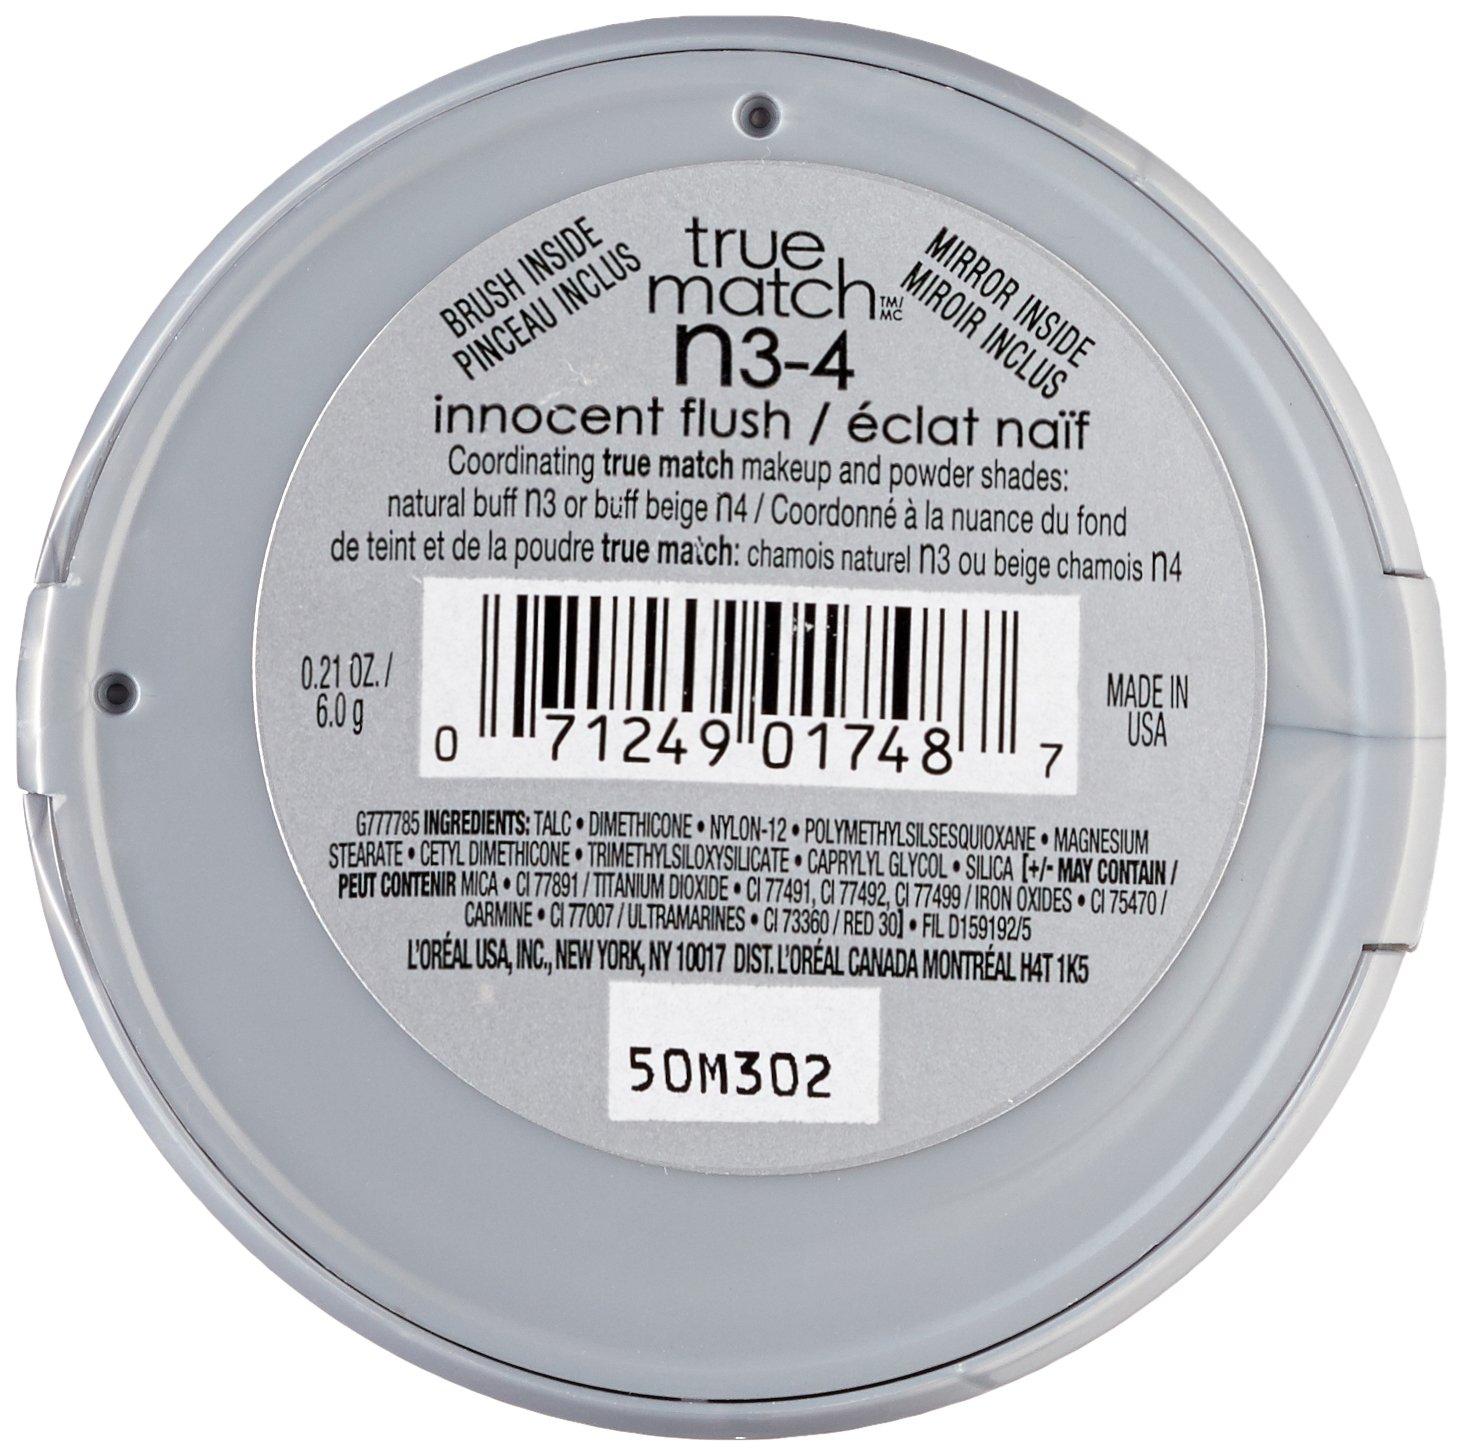 BRUSH INSIDE
PINCEAU INCLUS
true
match TM/MC
MIRROR INSIDE
MIROIR INCLUS
n3-4
innocent flush / éclat naïf
Coordinating true match makeup and powder shades:
natural buff n3 or buff beige n4 / Coordonné à la nuance du fond
de teint et de la poudre true match: chamois naturel n3 ou beige chamois n4
0.21 OZ. /
6.0 g
0 71249 01748 7
MADE IN
USA
G777785 INGREDIENTS: TALC • DIMETHICONE • NYLON-12 • POLYMETHYLSILSESQUIOXANE • MAGNESIUM
STEARATE • CETYL DIMETHICONE • TRIMETHYLSILOXYSILICATE • CAPRYLYL GLYCOL • SILICA [+/- MAY CONTAIN /
PEUT CONTENIR MICA • CI 77891 / TITANIUM DIOXIDE • CI 77491, CI 77492, CI 77499 / IRON OXIDES • CI 75470 /
CARMINE • CI 77007 / ULTRAMARINES • CI 73360 / RED 30] • FIL D159192/5
L'ORÉAL USA, INC., NEW YORK, NY 10017 DIST. L'ORÉAL CANADA MONTRÉAL H4T 1K5
50M302